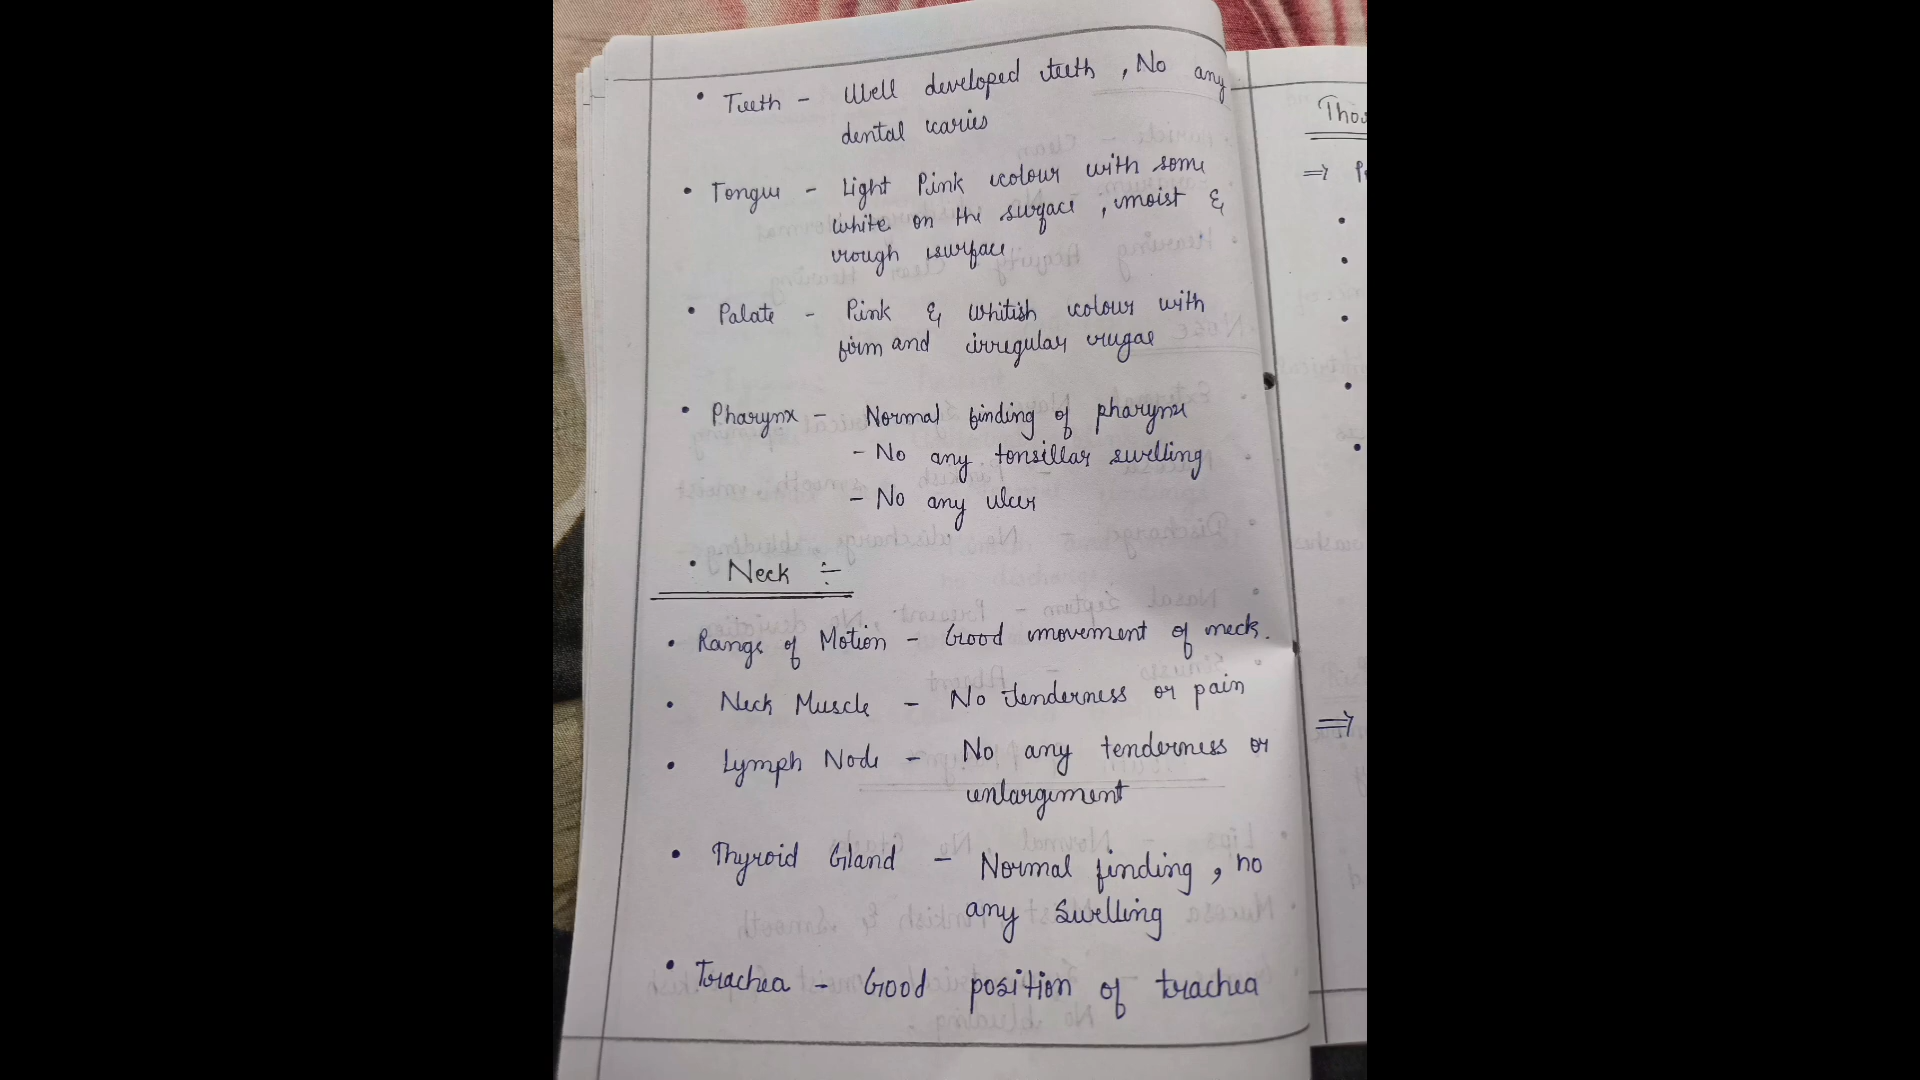 • Teeth - Well developed teeth, No any
dental caries
• Tongue - Light Pink colour with some
white on the surface, moist &
rough surface
• Palate - Pink & whitish colour with
firm and irregular rugae
• Pharynx - Normal finding of pharynx
- No any tonsillar swelling
- No any ulcer
• Neck :-
• Range of Motion - Good movement of neck.
• Neck Muscle - No tenderness or pain
• Lymph Node - No any tenderness or
enlargement
• Thyroid Gland - Normal finding, no
any swelling
• Trachea - Good position of trachea